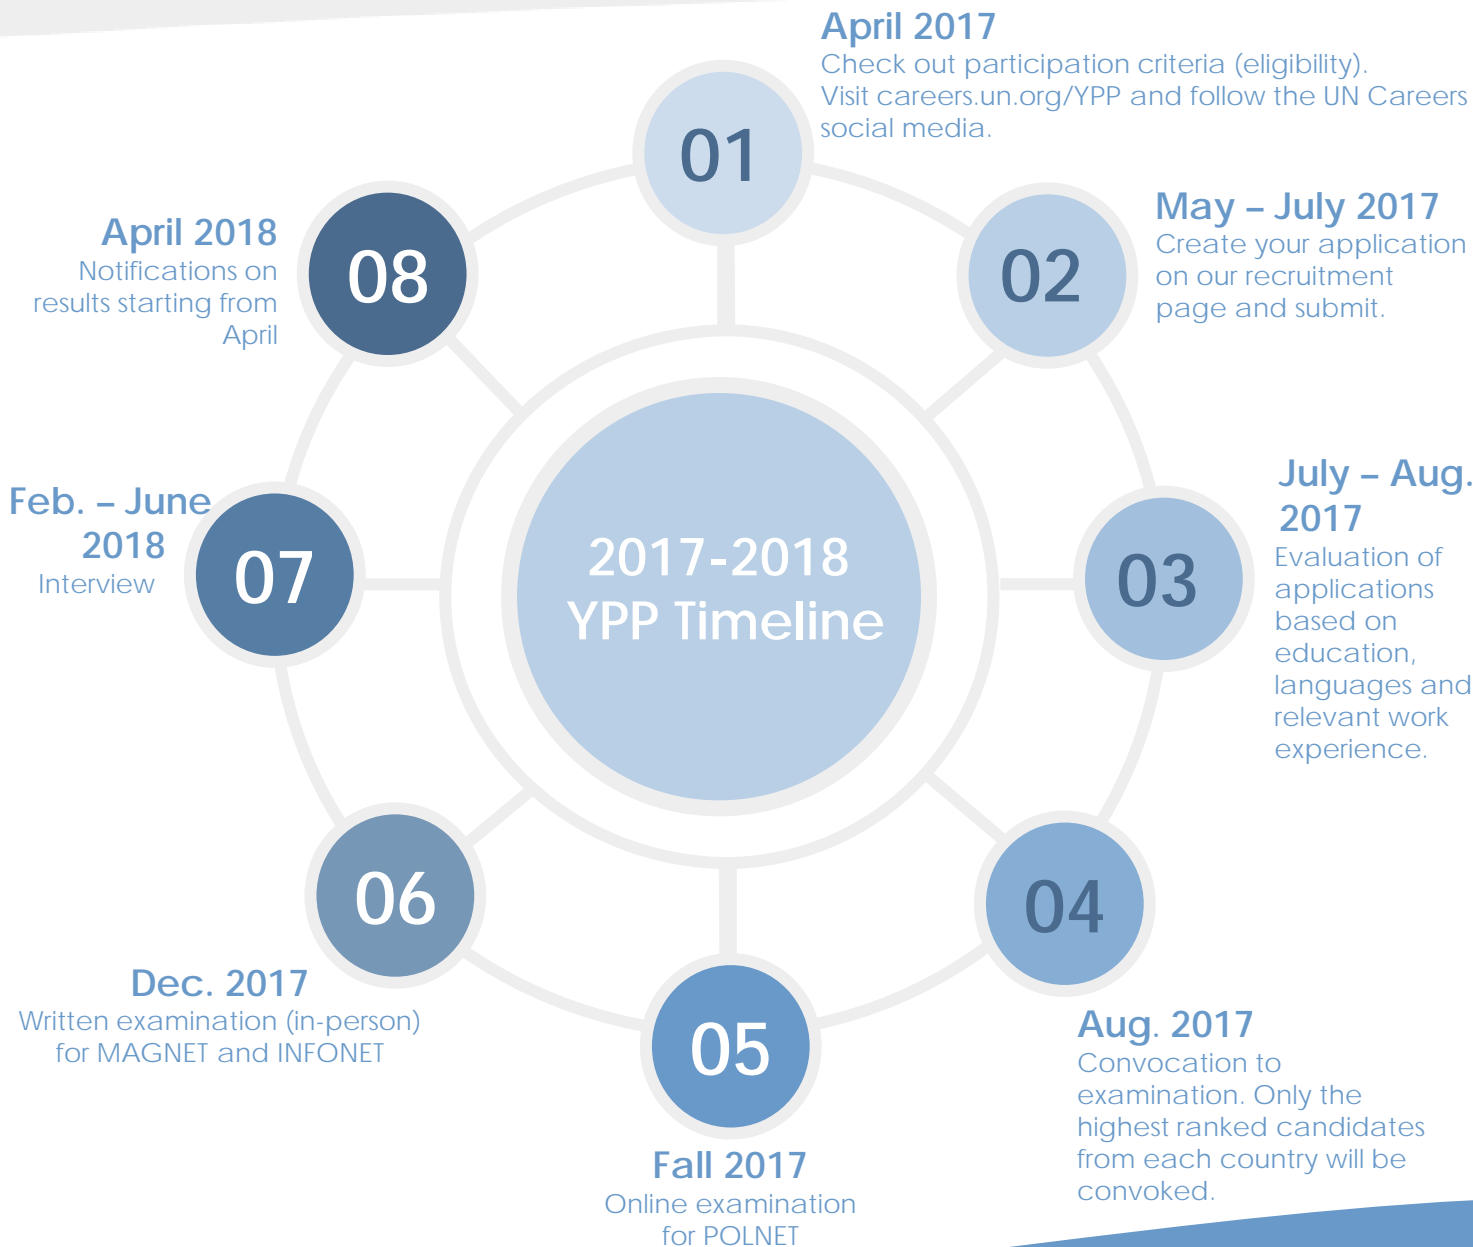 April 2017
Check out participation criteria (eligibility).
Visit careers.un.org/YPP and follow the UN Careers
social media.
01
May – July 2017
Create your application
on our recruitment
page and submit.
02
July – Aug.
2017
Evaluation of
applications
based on
education,
languages and
relevant work
experience.
03
Aug. 2017
Convocation to
examination. Only the
highest ranked candidates
from each country will be
convoked.
04
Fall 2017
Online examination
for POLNET
05
Dec. 2017
Written examination (in-person)
for MAGNET and INFONET
06
Feb. – June
2018
Interview
07
April 2018
Notifications on
results starting from
April
08
2017-2018
YPP Timeline